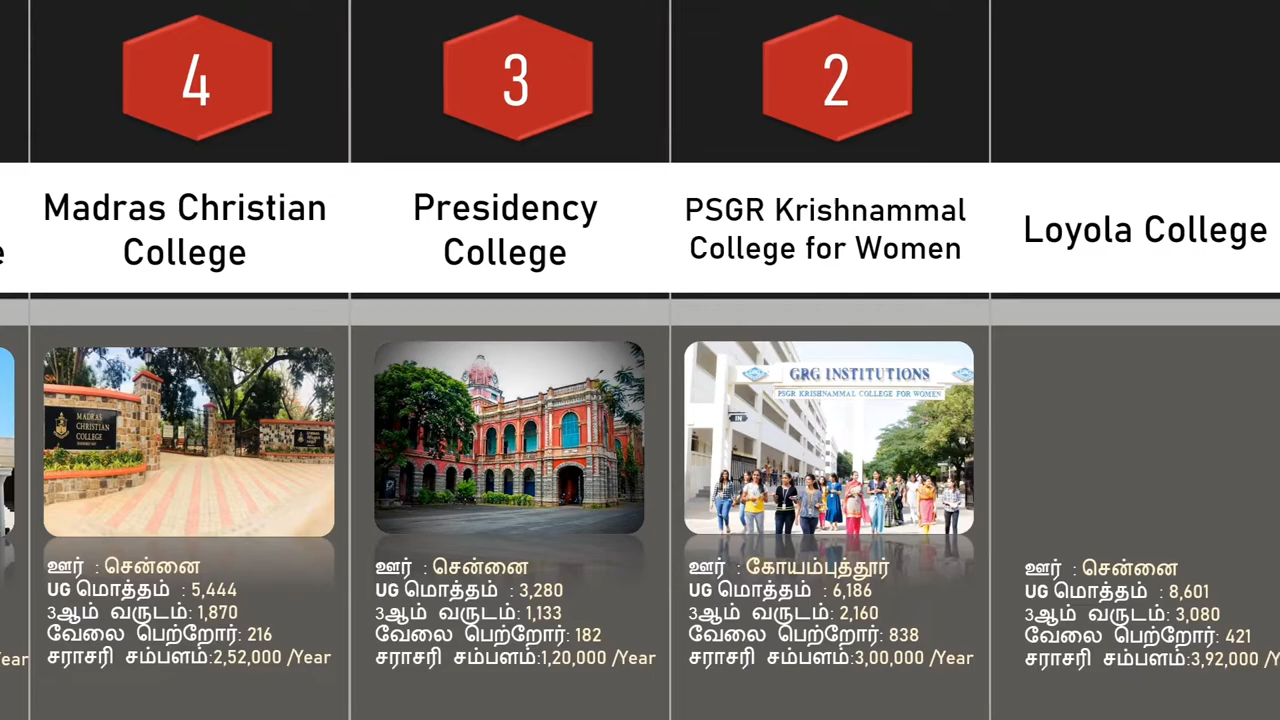 4
3
2
Madras Christian
College
Presidency
College
PSGR Krishnammal
College for Women
Loyola College
e
MADRAS
CHRISTIAN
COLLEGE
GRG INSTITUTIONS
PSGR KRISHNAMMAL COLLEGE FOR WOMEN
IN
ஊர் : சென்னை
UG மொத்தம் : 5,444
3ஆம் வருடம்: 1,870
வேலை பெற்றோர்: 216
சராசரி சம்பளம்:2,52,000 /Year
ஊர் : சென்னை
UG மொத்தம் : 3,280
3ஆம் வருடம்: 1,133
வேலை பெற்றோர்: 182
சராசரி சம்பளம்:1,20,000 /Year
ஊர் : கோயம்புத்தூர்
UG மொத்தம் : 6,186
3ஆம் வருடம்: 2,160
வேலை பெற்றோர்: 838
சராசரி சம்பளம்:3,00,000 /Year
ஊர் : சென்னை
UG மொத்தம் : 8,601
3ஆம் வருடம்: 3,080
வேலை பெற்றோர்: 421
சராசரி சம்பளம்:3,92,000 /Y
ear